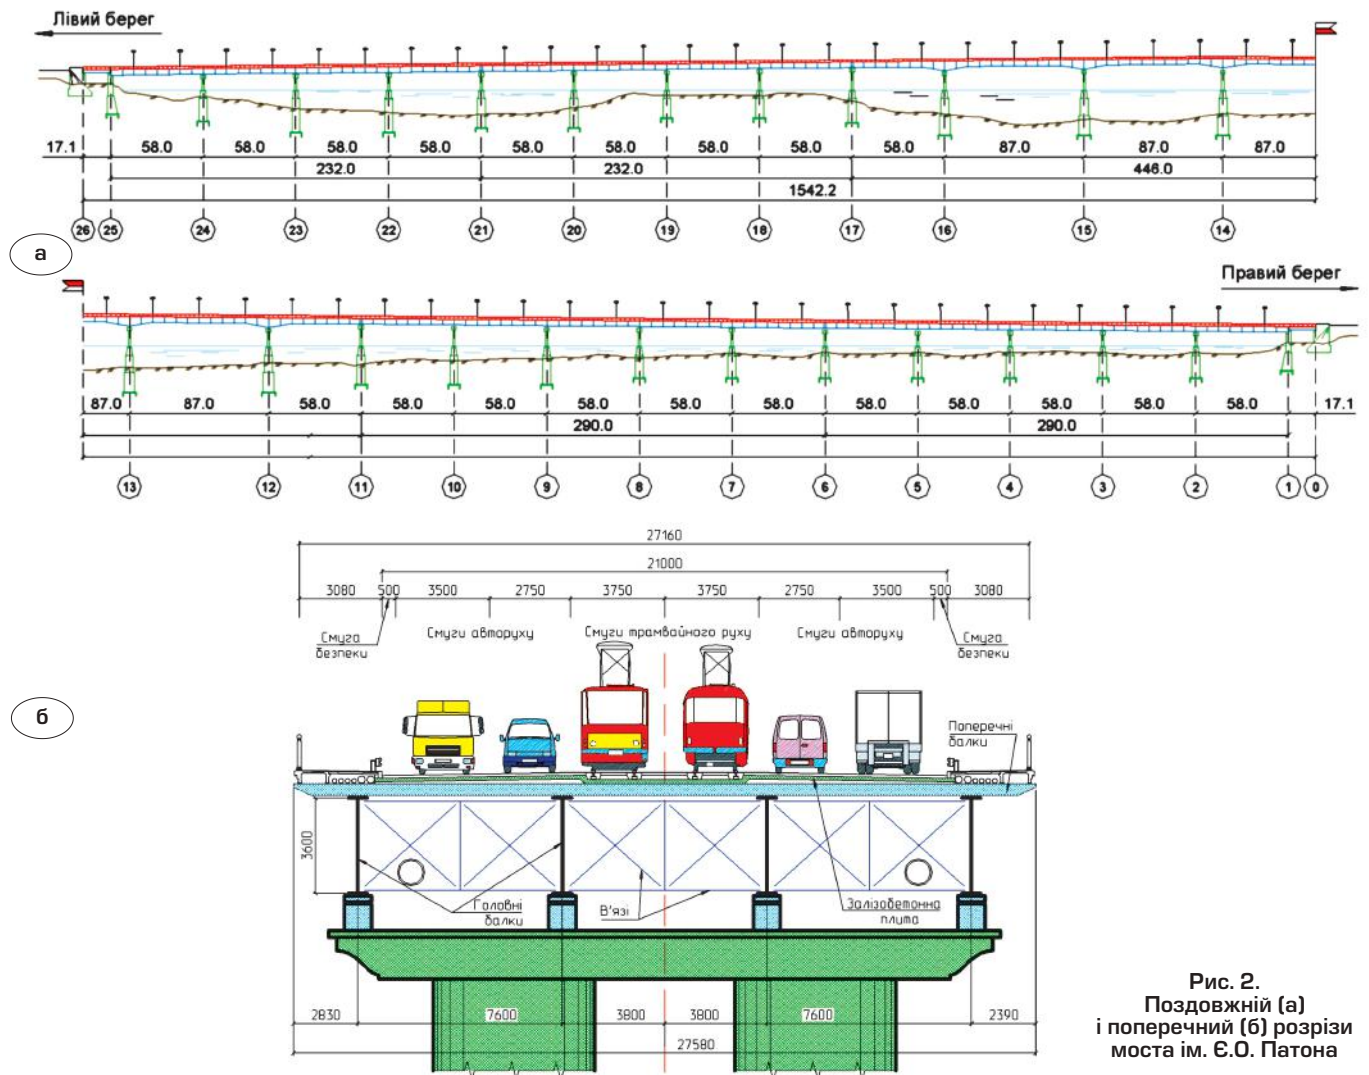 Лівий берег
17.1 58.0 58.0 58.0 58.0 58.0 58.0 58.0 58.0 58.0 87.0 87.0 87.0
232.0 232.0 446.0
1542.2
26 25 24 23 22 21 20 19 18 17 16 15 14
а
Правий берег
87.0 87.0 58.0 58.0 58.0 58.0 58.0 58.0 58.0 58.0 58.0 58.0 17.1
290.0 290.0
13 12 11 10 9 8 7 6 5 4 3 2 1 0
27160
21000
3080 500 3500 2750 3750 3750 2750 3500 500 3080
Смуга безпеки
Смуги авторуху
Смуги трамвайного руху
Смуги авторуху
Смуга безпеки
б
Поперечні
балки
3600
Головні
балки
В'язі
Залізобетонна
плита
2830 7600 3800 3800 7600 2390
27580
Рис. 2.
Поздовжній (а)
і поперечний (б) розрізи
моста ім. Є.О. Патона